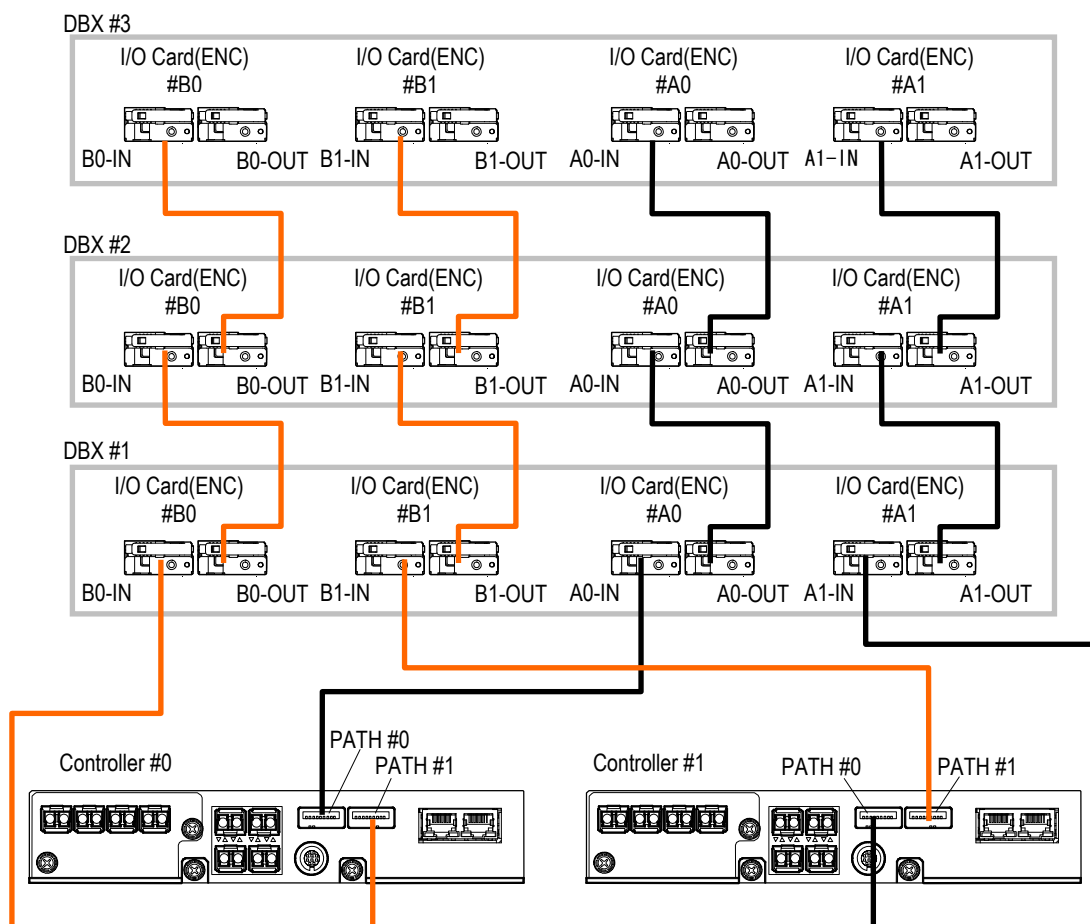 DBX #3
I/O Card(ENC) I/O Card(ENC) I/O Card(ENC) I/O Card(ENC)
#B0 #B1 #A0 #A1
B0-IN B0-OUT B1-IN B1-OUT A0-IN A0-OUT A1-IN A1-OUT
DBX #2
I/O Card(ENC) I/O Card(ENC) I/O Card(ENC) I/O Card(ENC)
#B0 #B1 #A0 #A1
B0-IN B0-OUT B1-IN B1-OUT A0-IN A0-OUT A1-IN A1-OUT
DBX #1
I/O Card(ENC) I/O Card(ENC) I/O Card(ENC) I/O Card(ENC)
#B0 #B1 #A0 #A1
B0-IN B0-OUT B1-IN B1-OUT A0-IN A0-OUT A1-IN A1-OUT
PATH #0
Controller #0 PATH #1 Controller #1 PATH #0 PATH #1